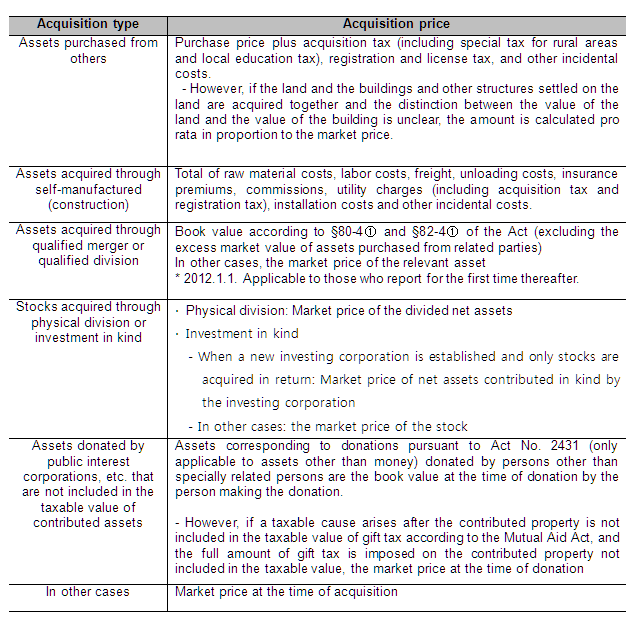 Acquisition type
Acquisition price
Assets purchased from
others
Purchase price plus acquisition tax (including special tax for rural areas
and local education tax), registration and license tax, and other incidental
costs.
- However, if the land and the buildings and other structures settled on the
land are acquired together and the distinction between the value of the
land and the value of the building is unclear, the amount is calculated pro
rata in proportion to the market price.
Assets acquired through
self-manufactured
(construction)
Total of raw material costs, labor costs, freight, unloading costs, insurance
premiums, commissions, utility charges (including acquisition tax and
registration tax), installation costs and other incidental costs.
Assets acquired through
qualified merger or
qualified division
Book value according to §80-4① and §82-4① of the Act (excluding the
excess market value of assets purchased from related parties)
In other cases, the market price of the relevant asset
* 2012.1.1. Applicable to those who report for the first time thereafter.
Stocks acquired through
physical division or
investment in kind
· Physical division: Market price of the divided net assets
· Investment in kind
- When a new investing corporation is established and only stocks are
acquired in return: Market price of net assets contributed in kind by
the investing corporation
- In other cases: the market price of the stock
Assets donated by
public interest
corporations, etc. that
are not included in the
taxable value of
contributed assets
Assets corresponding to donations pursuant to Act No. 2431 (only
applicable to assets other than money) donated by persons other than
specially related persons are the book value at the time of donation by the
person making the donation.
- However, if a taxable cause arises after the contributed property is not
included in the taxable value of gift tax according to the Mutual Aid Act, and
the full amount of gift tax is imposed on the contributed property not
included in the taxable value, the market price at the time of donation
In other cases
Market price at the time of acquisition